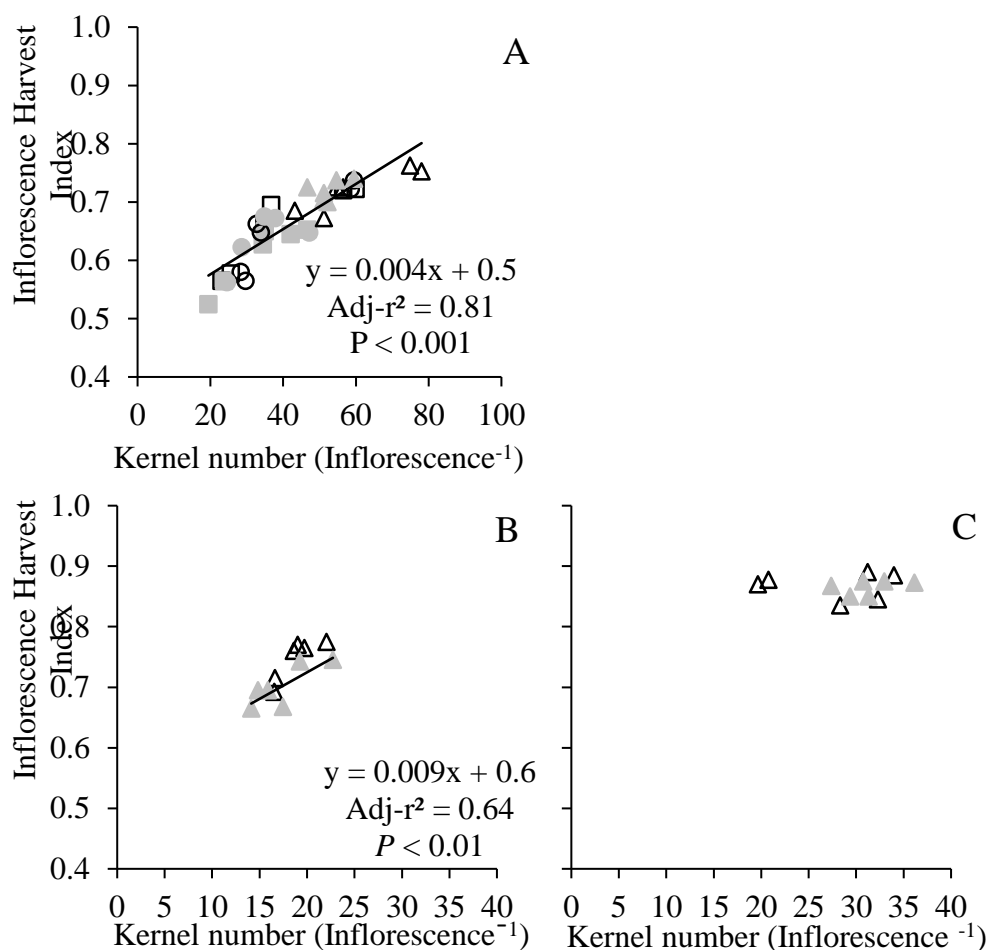 Inflorescence Harvest
Index
1.0
0.9
0.8
0.7
0.6
0.5
0.4
A
y = 0.004x + 0.5
Adj-r² = 0.81
P < 0.001
0 20 40 60 80 100
Kernel number (Inflorescence⁻¹)
Inflorescence Harvest
Index
1.0
0.9
0.8
0.7
0.6
0.5
0.4
B
y = 0.009x + 0.6
Adj-r² = 0.64
P < 0.01
0 5 10 15 20 25 30 35 40
Kernel number (Inflorescence⁻¹)
C
0 5 10 15 20 25 30 35 40
Kernel number (Inflorescence ⁻¹)